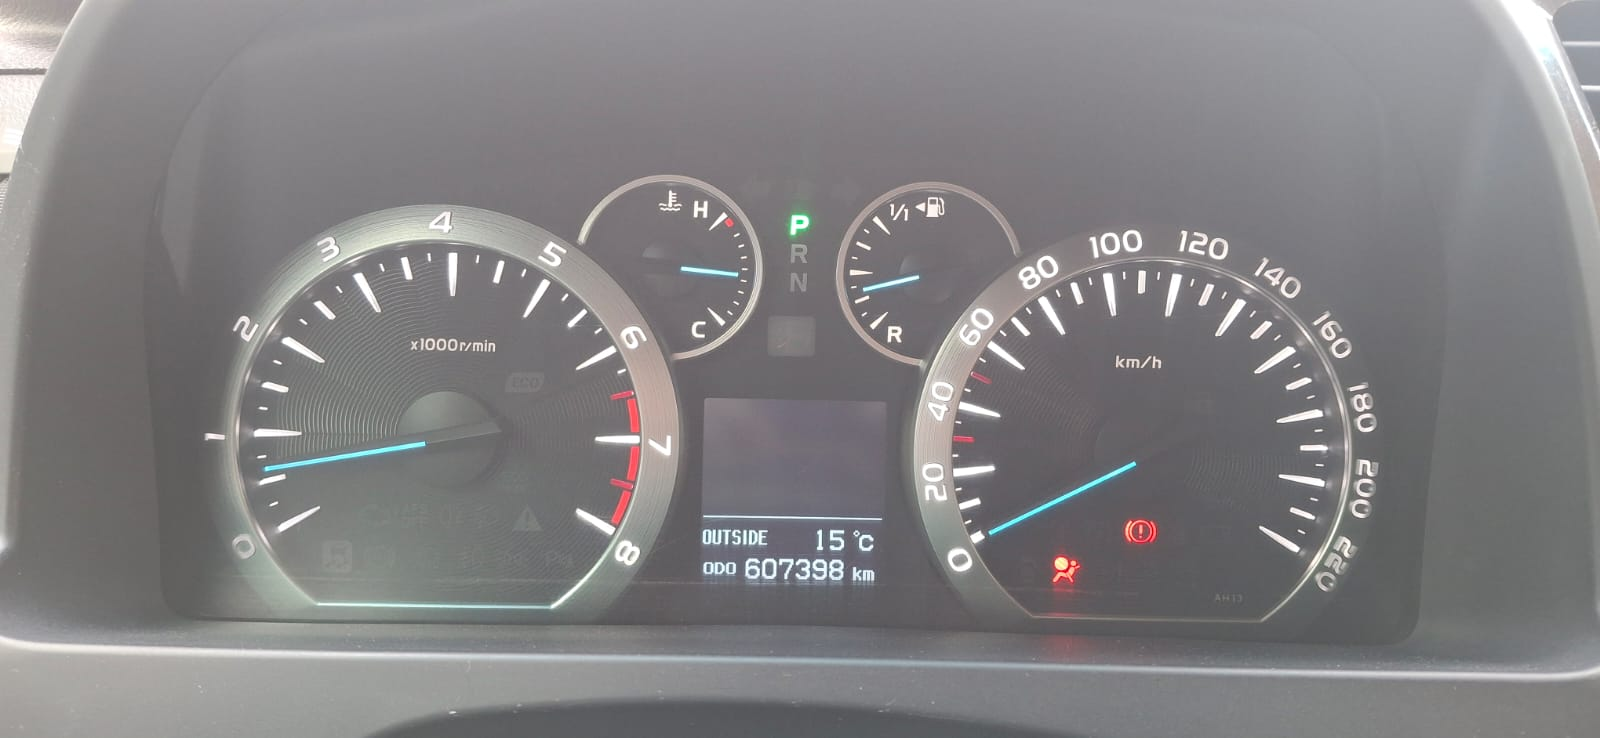 0 1 2 3 4 5 6 7 8
x1000r/min
ECO
H
C
P
R
N
1/1
R
OUTSIDE 15 °C
ODO 607398 km
0 20 40 60 80 100 120 140 160 180 200 220
km/h
AH13